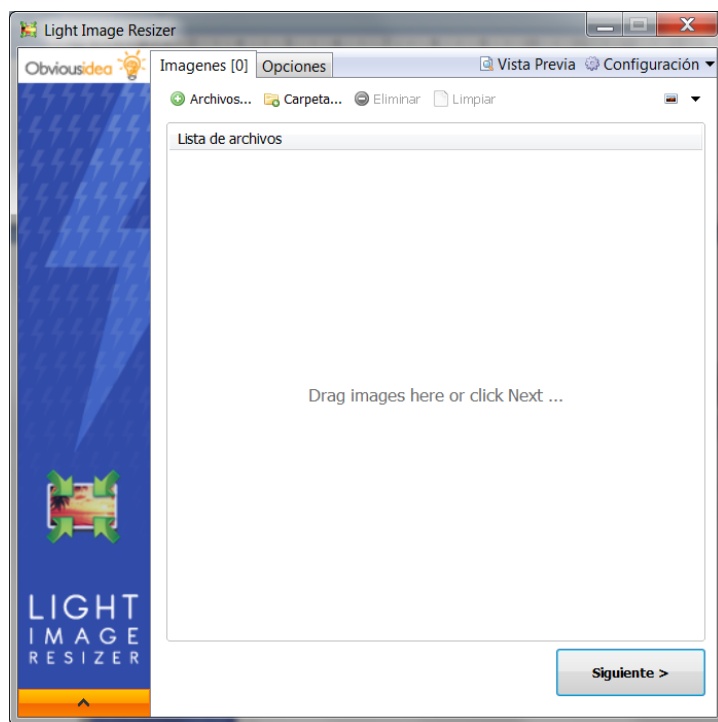 Light Image Resizer
Obviousidea
Imagenes [0] Opciones Vista Previa Configuración
Archivos... Carpeta... Eliminar Limpiar
Lista de archivos
Drag images here or click Next ...
LIGHT
IMAGE
RESIZER
Siguiente >